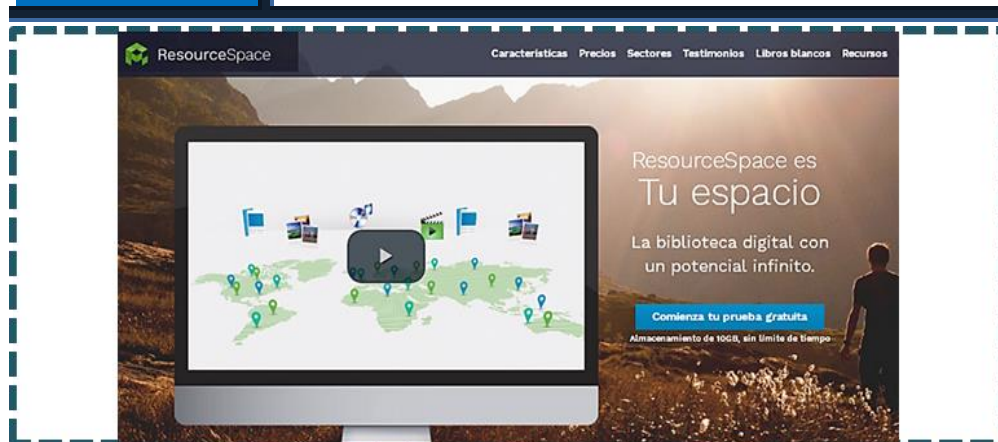 ResourceSpace
Características Precios Sectores Testimonios Libros blancos Recursos
ResourceSpace es
Tu espacio
La biblioteca digital con
un potencial infinito.
Comienza tu prueba gratuita
Almacenamiento de 10GB, sin límite de tiempo